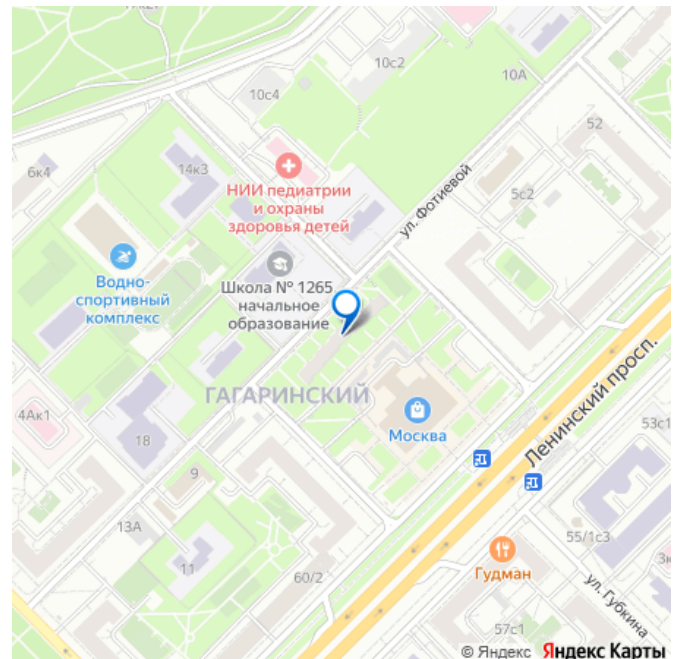 10с2
10А
10с4
52
14к3
6к4
НИИ педиатрии
и охраны
здоровья детей
5с2
ул. Фотиевой
Водно-
спортивный
комплекс
Школа № 1265
начальное
образование
ГАГАРИНСКИЙ
Москва
Ленинский просп.
4Ак1
18
9
53с1
13А
11
60/2
Гудман
55/1с3
ул. Губкина
57с1
© Яндекс Яндекс Карты